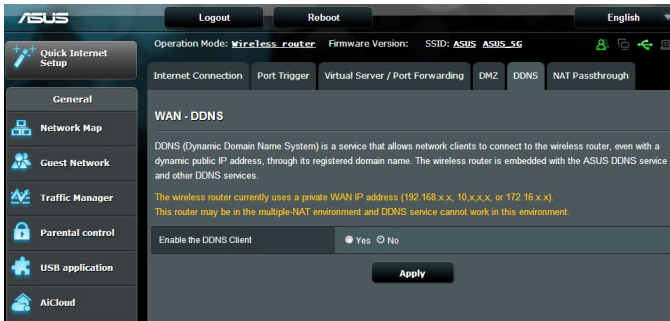 ASUS
Logout
Reboot
English
Quick Internet Setup
Operation Mode: Wireless router Firmware Version: SSID: ASUS ASUS_5G
Internet Connection
Port Trigger
Virtual Server / Port Forwarding
DMZ
DDNS
NAT Passthrough
General
Network Map
Guest Network
Traffic Manager
Parental control
USB application
AiCloud
WAN - DDNS
DDNS (Dynamic Domain Name System) is a service that allows network clients to connect to the wireless router, even with a
dynamic public IP address, through its registered domain name. The wireless router is embedded with the ASUS DDNS service
and other DDNS services.
The wireless router currently uses a private WAN IP address (192.168.x.x, 10,x,x,x, or 172.16.x.x).
This router may be in the multiple-NAT environment and DDNS service cannot work in this environment.
Enable the DDNS Client
Yes No
Apply